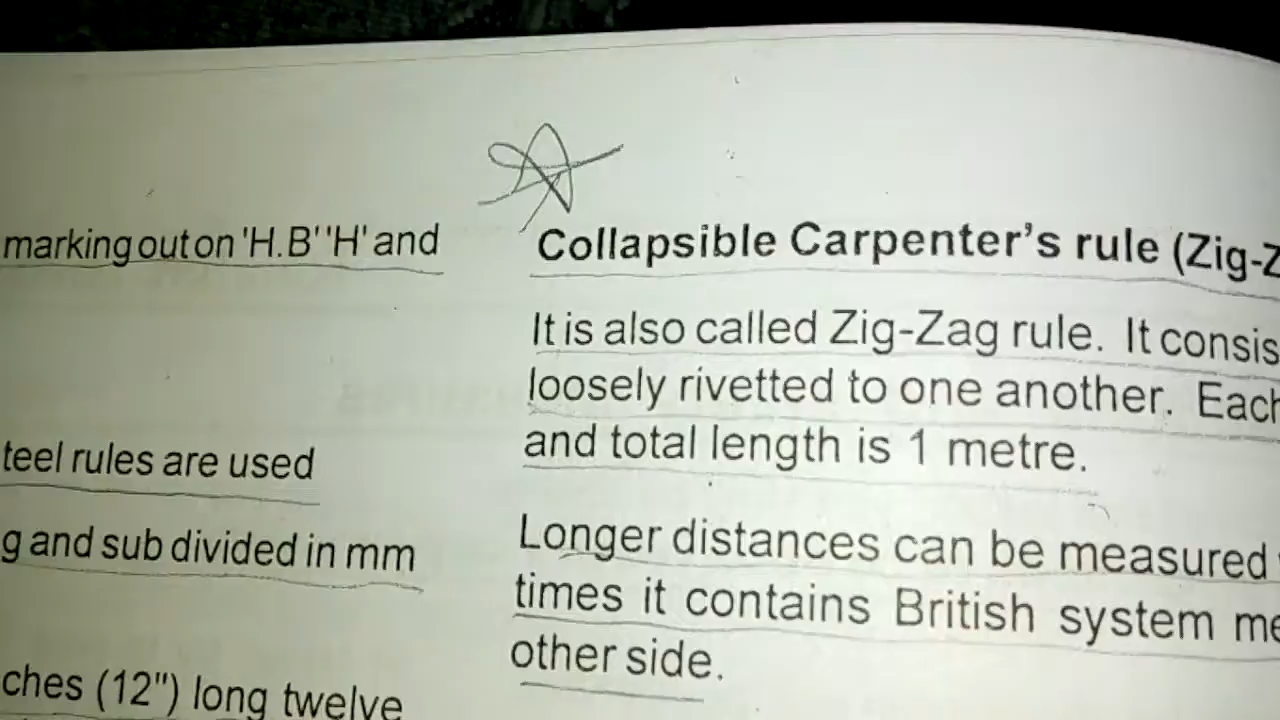 marking out on 'H.B' 'H' and
teel rules are used
g and sub divided in mm
ches (12") long twelve
Collapsible Carpenter's rule (Zig-Z
It is also called Zig-Zag rule. It consis
loosely rivetted to one another. Each
and total length is 1 metre.
Longer distances can be measured
times it contains British system me
other side.